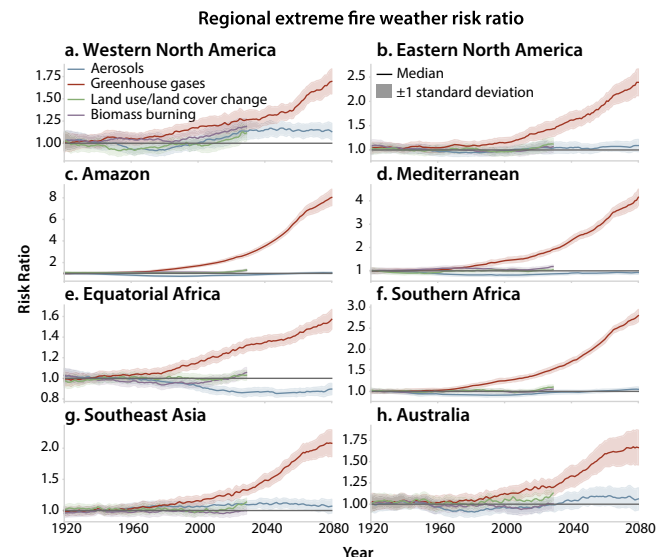 Regional extreme fire weather risk ratio
a. Western North America
1.75
1.50
1.25
1.00
Aerosols
Greenhouse gases
Land use/land cover change
Biomass burning
b. Eastern North America
2.5
2.0
1.5
1.0
Median
±1 standard deviation
c. Amazon
8
6
4
2
d. Mediterranean
4
3
2
1
Risk Ratio
e. Equatorial Africa
1.6
1.4
1.2
1.0
0.8
f. Southern Africa
3.0
2.5
2.0
1.5
1.0
g. Southeast Asia
2.0
1.5
1.0
1920 1960 2000 2040 2080
h. Australia
1.75
1.50
1.25
1.00
1920 1960 2000 2040 2080
Year